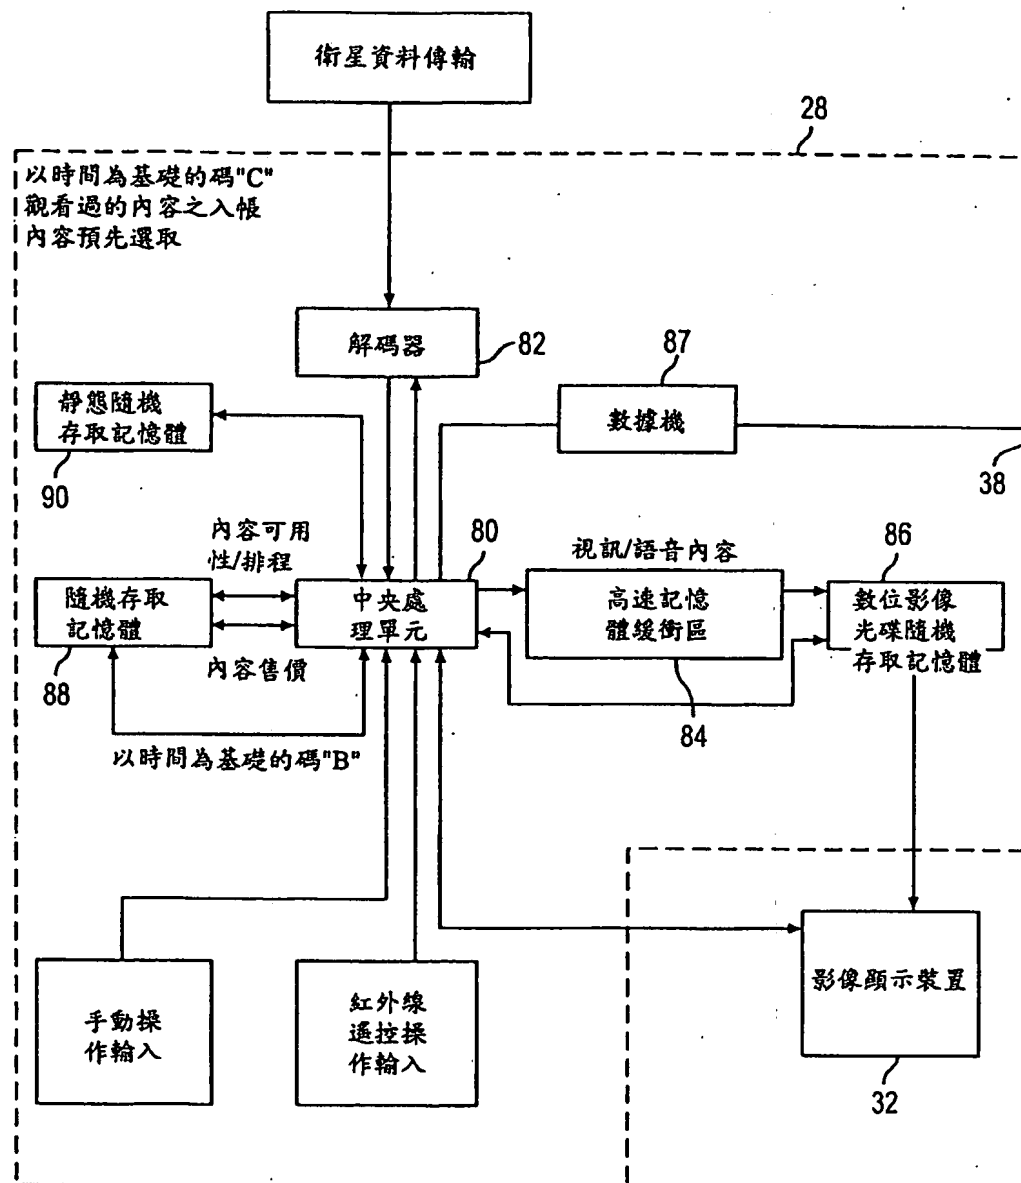 衛星資料傳輸
28
以時間為基礎的碼"C"
觀看過的內容之入帳
內容預先選取
解碼器
82
87
數據機
38
靜態隨機
存取記憶體
90
內容可用
性/排程
80
視訊/語音內容
86
隨機存取
記憶體
88
中央處
理單元
高速記憶
體緩衝區
84
數位影像
光碟隨機
存取記憶體
內容售價
以時間為基礎的碼"B"
手動操
作輸入
紅外線
遙控操
作輸入
影像顯示裝置
32